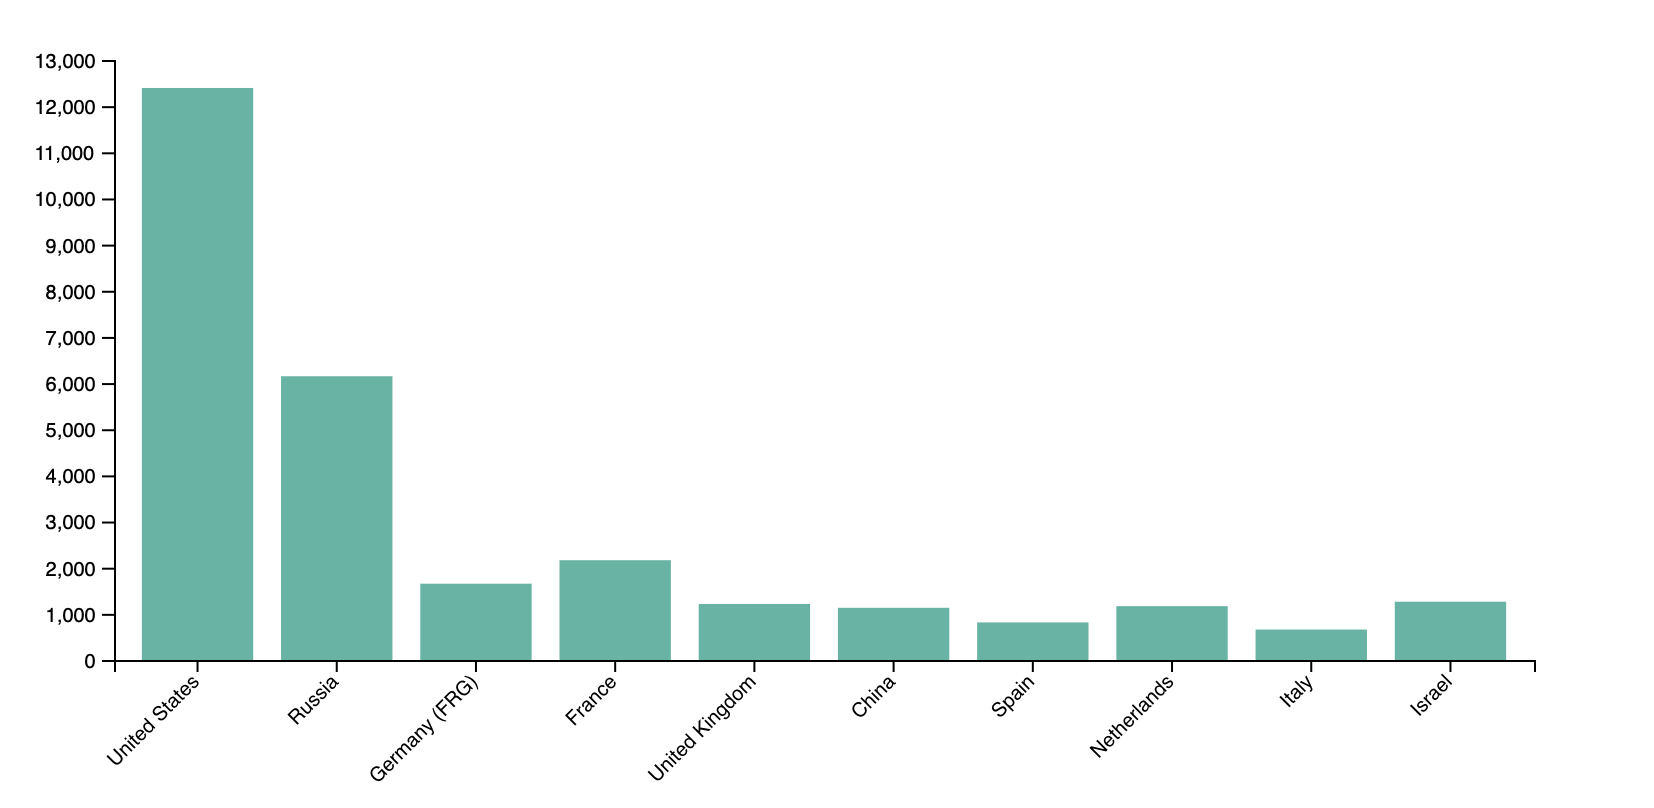 13,000
12,000
11,000
10,000
9,000
8,000
7,000
6,000
5,000
4,000
3,000
2,000
1,000
0
United States
Russia
Germany (FRG)
France
United Kingdom
China
Spain
Netherlands
Italy
Israel